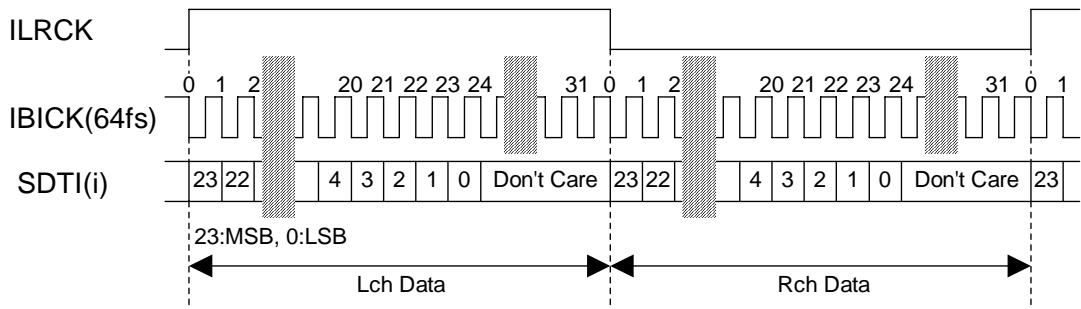 ILRCK
0 1 2 20 21 22 23 24 31 0 1 2 20 21 22 23 24 31 0 1
IBICK(64fs)
SDTI(i) 23 22 4 3 2 1 0 Don't Care 23 22 4 3 2 1 0 Don't Care 23
23:MSB, 0:LSB
Lch Data Rch Data